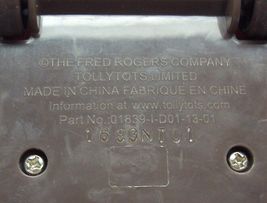 ©THE FRED ROGERS COMPANY
TOLLYTOTS LIMITED
MADE IN CHINA FABRIQUE EN CHINE
Information at www.tollytots.com
Part No.:01839-I-D01-13-01
1633NT01